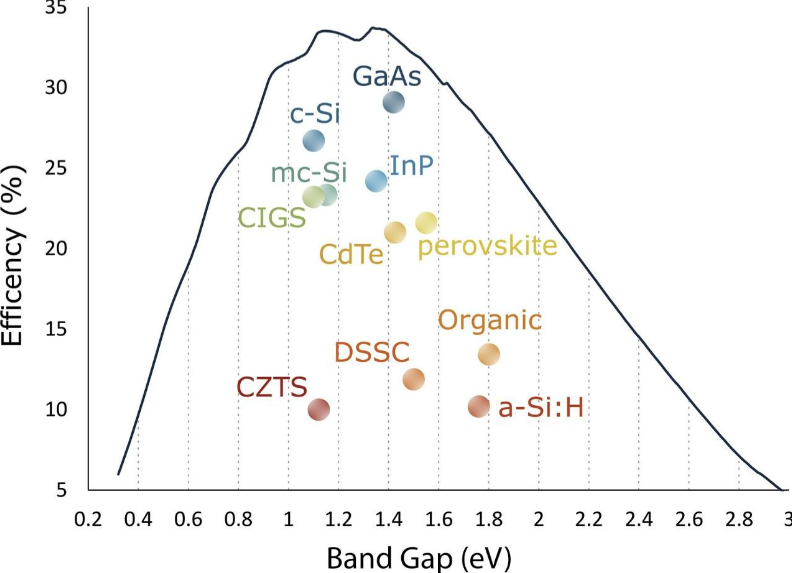 35
30
25
20
15
10
5
Efficency (%)
GaAs
c-Si
InP
mc-Si
CIGS
CdTe
perovskite
Organic
DSSC
CZTS
a-Si:H
0.2 0.4 0.6 0.8 1 1.2 1.4 1.6 1.8 2 2.2 2.4 2.6 2.8 3
Band Gap (eV)